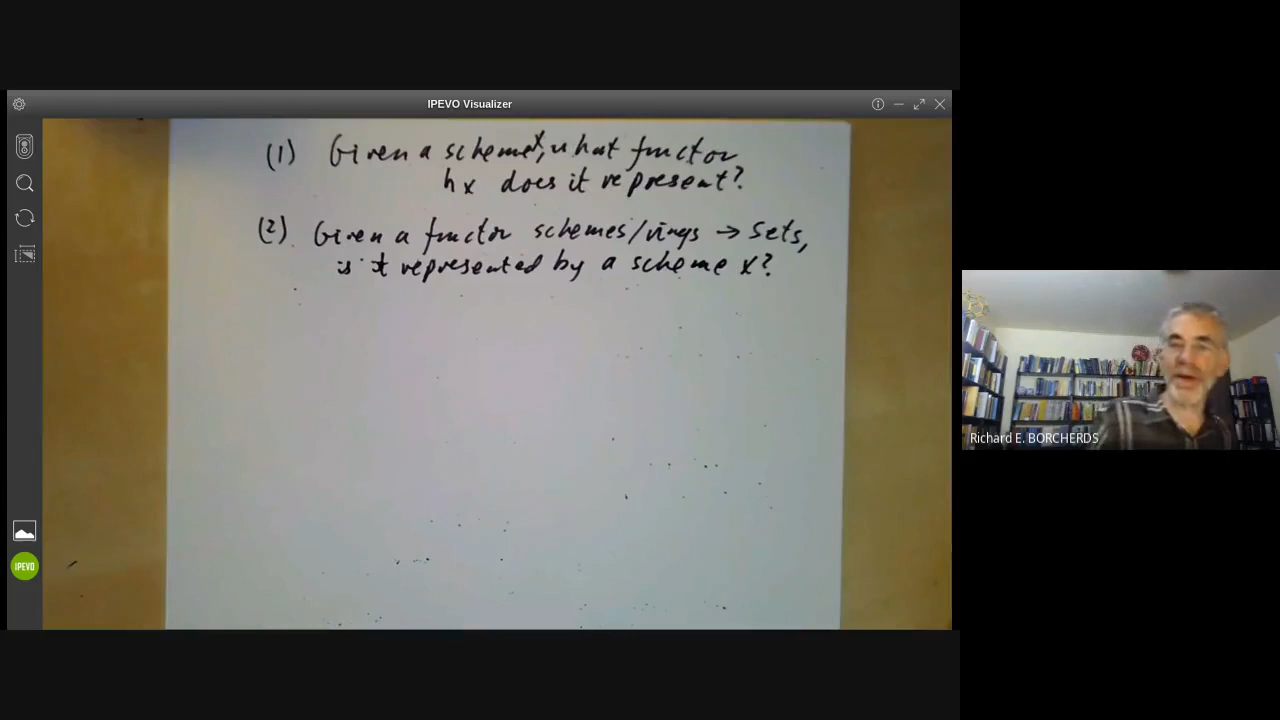 IPEVO Visualizer
(1) Given a scheme X, what functor
hx does it represent?
(2) Given a functor schemes/rings → Sets,
is it represented by a scheme X?
Richard E. BORCHERDS
IPEVO